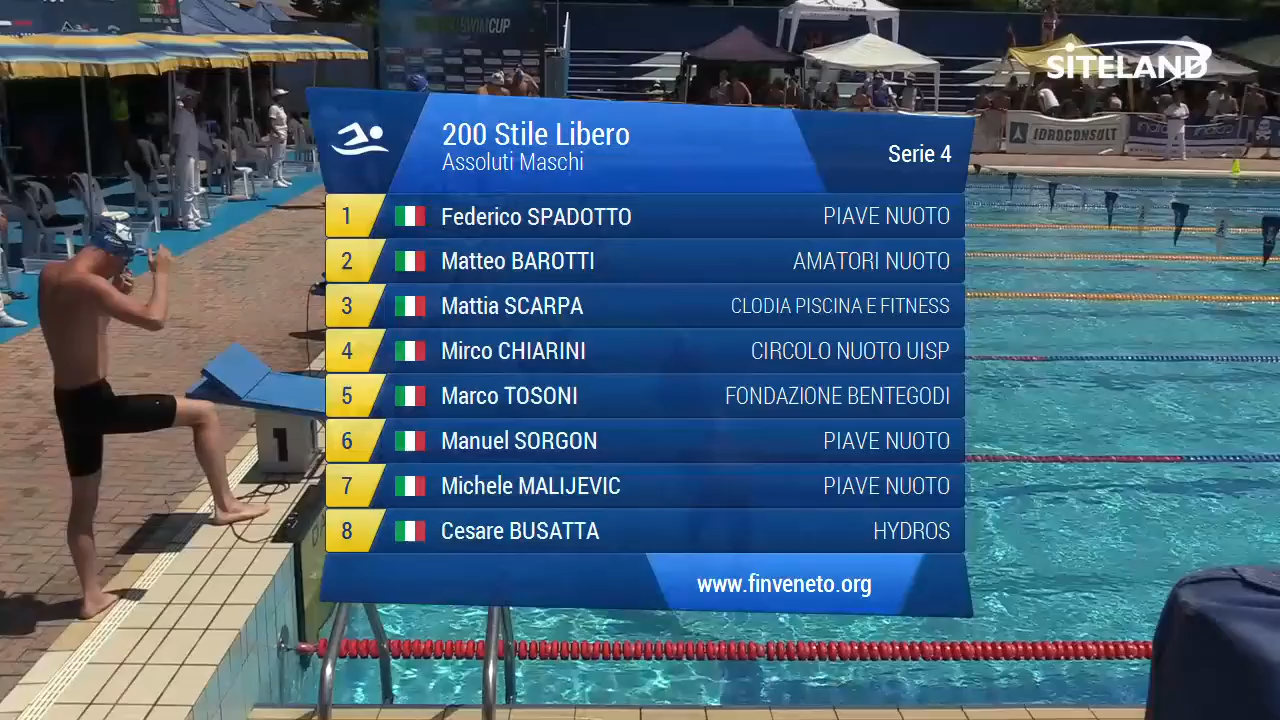 SWIMCUP
SITELAND
IDROCONSULT
200 Stile Libero
Assoluti Maschi
Serie 4
1 Federico SPADOTTO PIAVE NUOTO
2 Matteo BAROTTI AMATORI NUOTO
3 Mattia SCARPA CLODIA PISCINA E FITNESS
4 Mirco CHIARINI CIRCOLO NUOTO UISP
5 Marco TOSONI FONDAZIONE BENTEGODI
6 Manuel SORGON PIAVE NUOTO
7 Michele MALIJEVIC PIAVE NUOTO
8 Cesare BUSATTA HYDROS
www.finveneto.org
1